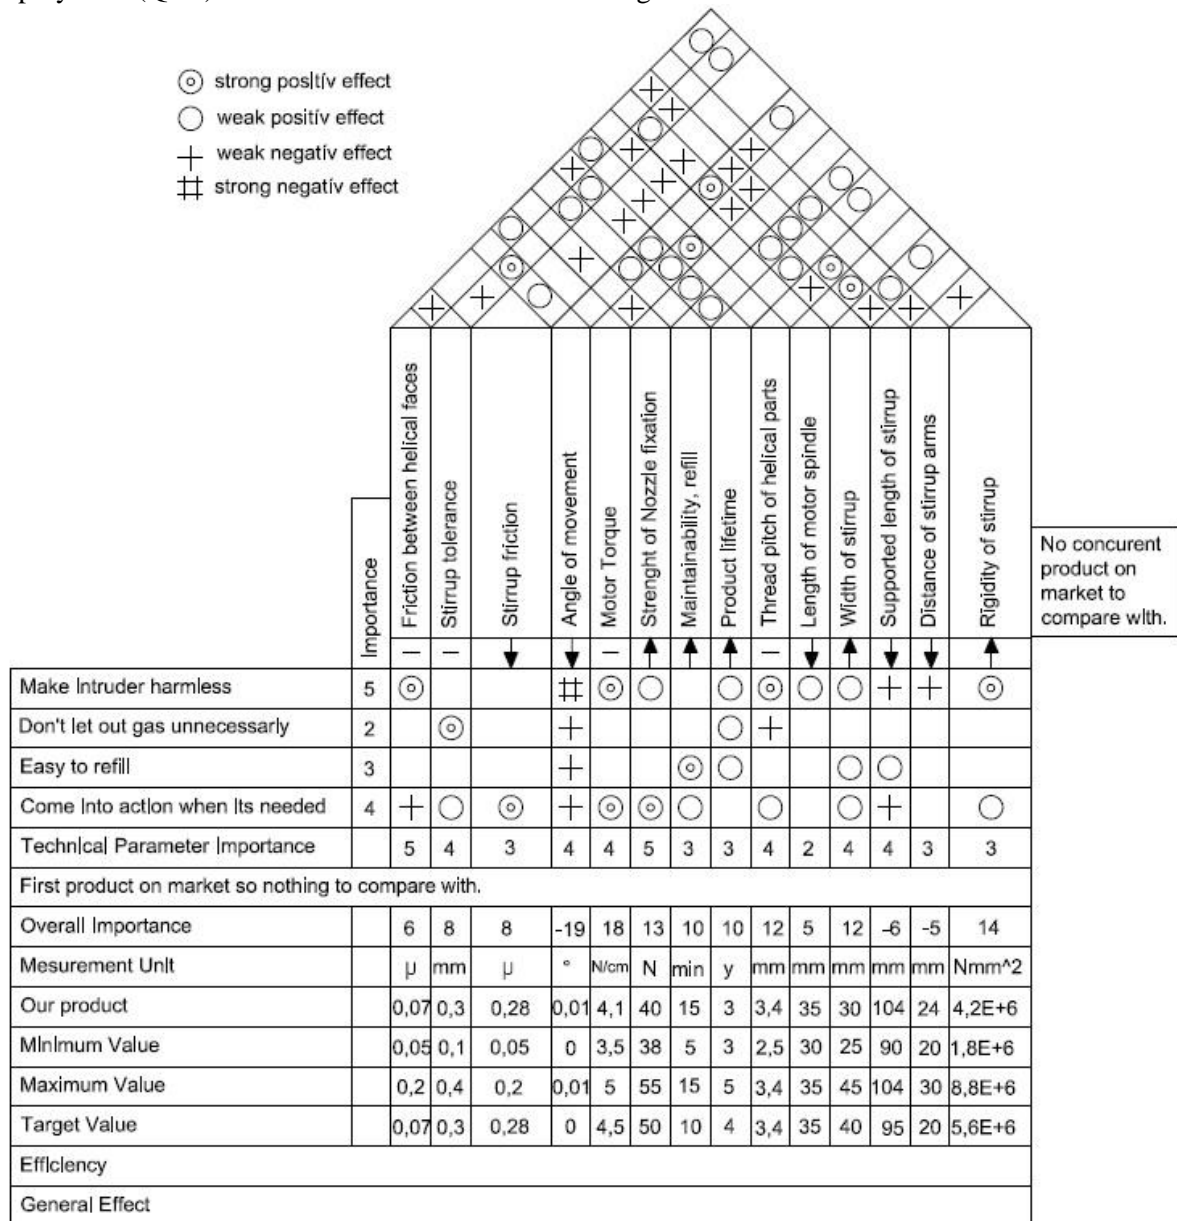 strong positív effect
weak positív effect
weak negatív effect
strong negatív effect
Importance
Friction between helical faces
Stirrup tolerance
Stirrup friction
Angle of movement
Motor Torque
Strenght of Nozzle fixation
Maintainability, refill
Product lifetime
Thread pitch of helical parts
Length of motor spindle
Width of stirrup
Supported length of stirrup
Distance of stirrup arms
Rigidity of stirrup
No concurent
product on
market to
compare with.
Make Intruder harmless 5
Don't let out gas unnecessarly 2
Easy to refill 3
Come into action when Its needed 4
Technical Parameter Importance 5 4 3 4 4 5 3 3 4 2 4 4 3 3
First product on market so nothing to compare with.
Overall Importance 6 8 8 -19 18 13 10 10 12 5 12 -6 -5 14
Mesurement Unit µ mm µ ° N/cm N min y mm mm mm mm mm Nmm^2
Our product 0,07 0,3 0,28 0,01 4,1 40 15 3 3,4 35 30 104 24 4,2E+6
Minimum Value 0,05 0,1 0,05 0 3,5 38 5 3 2,5 30 25 90 20 1,8E+6
Maximum Value 0,2 0,4 0,2 0,01 5 55 15 5 3,4 35 45 104 30 8,8E+6
Target Value 0,07 0,3 0,28 0 4,5 50 10 4 3,4 35 40 95 20 5,6E+6
Efficiency
General Effect